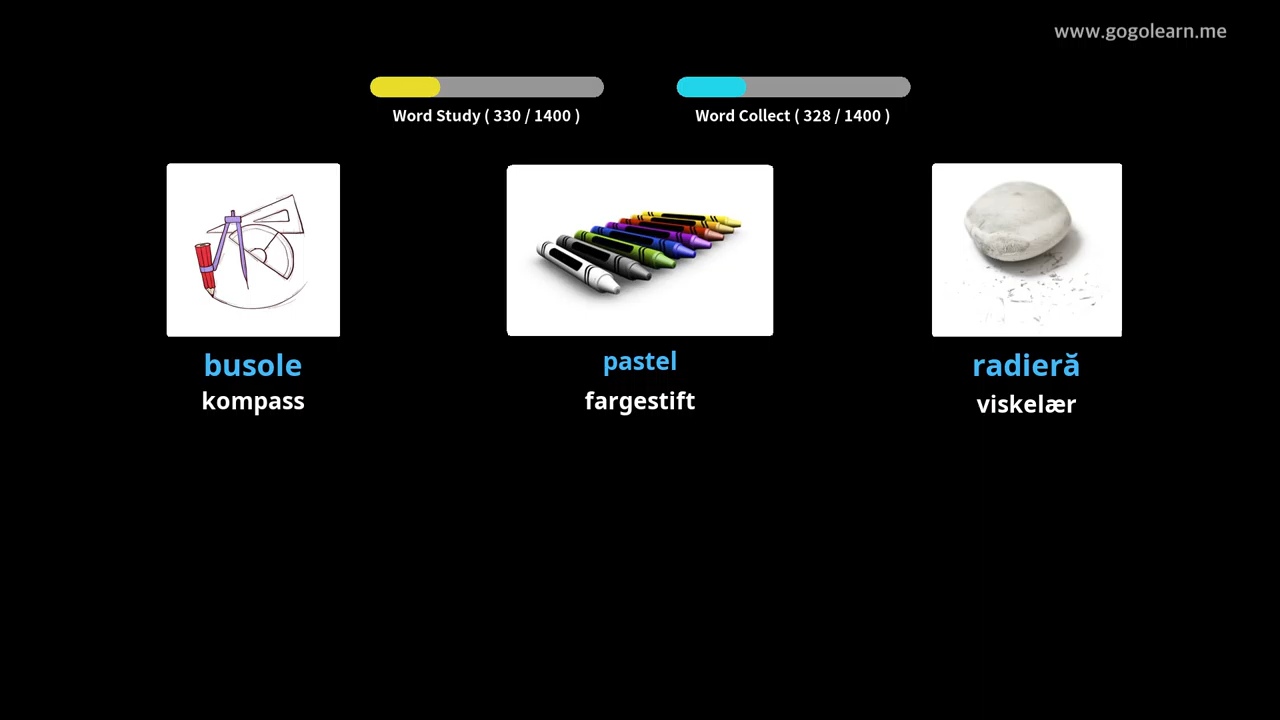 www.gogolearn.me
Word Study ( 330 / 1400 )
Word Collect ( 328 / 1400 )
busole
kompass
pastel
fargestift
radieră
viskelær